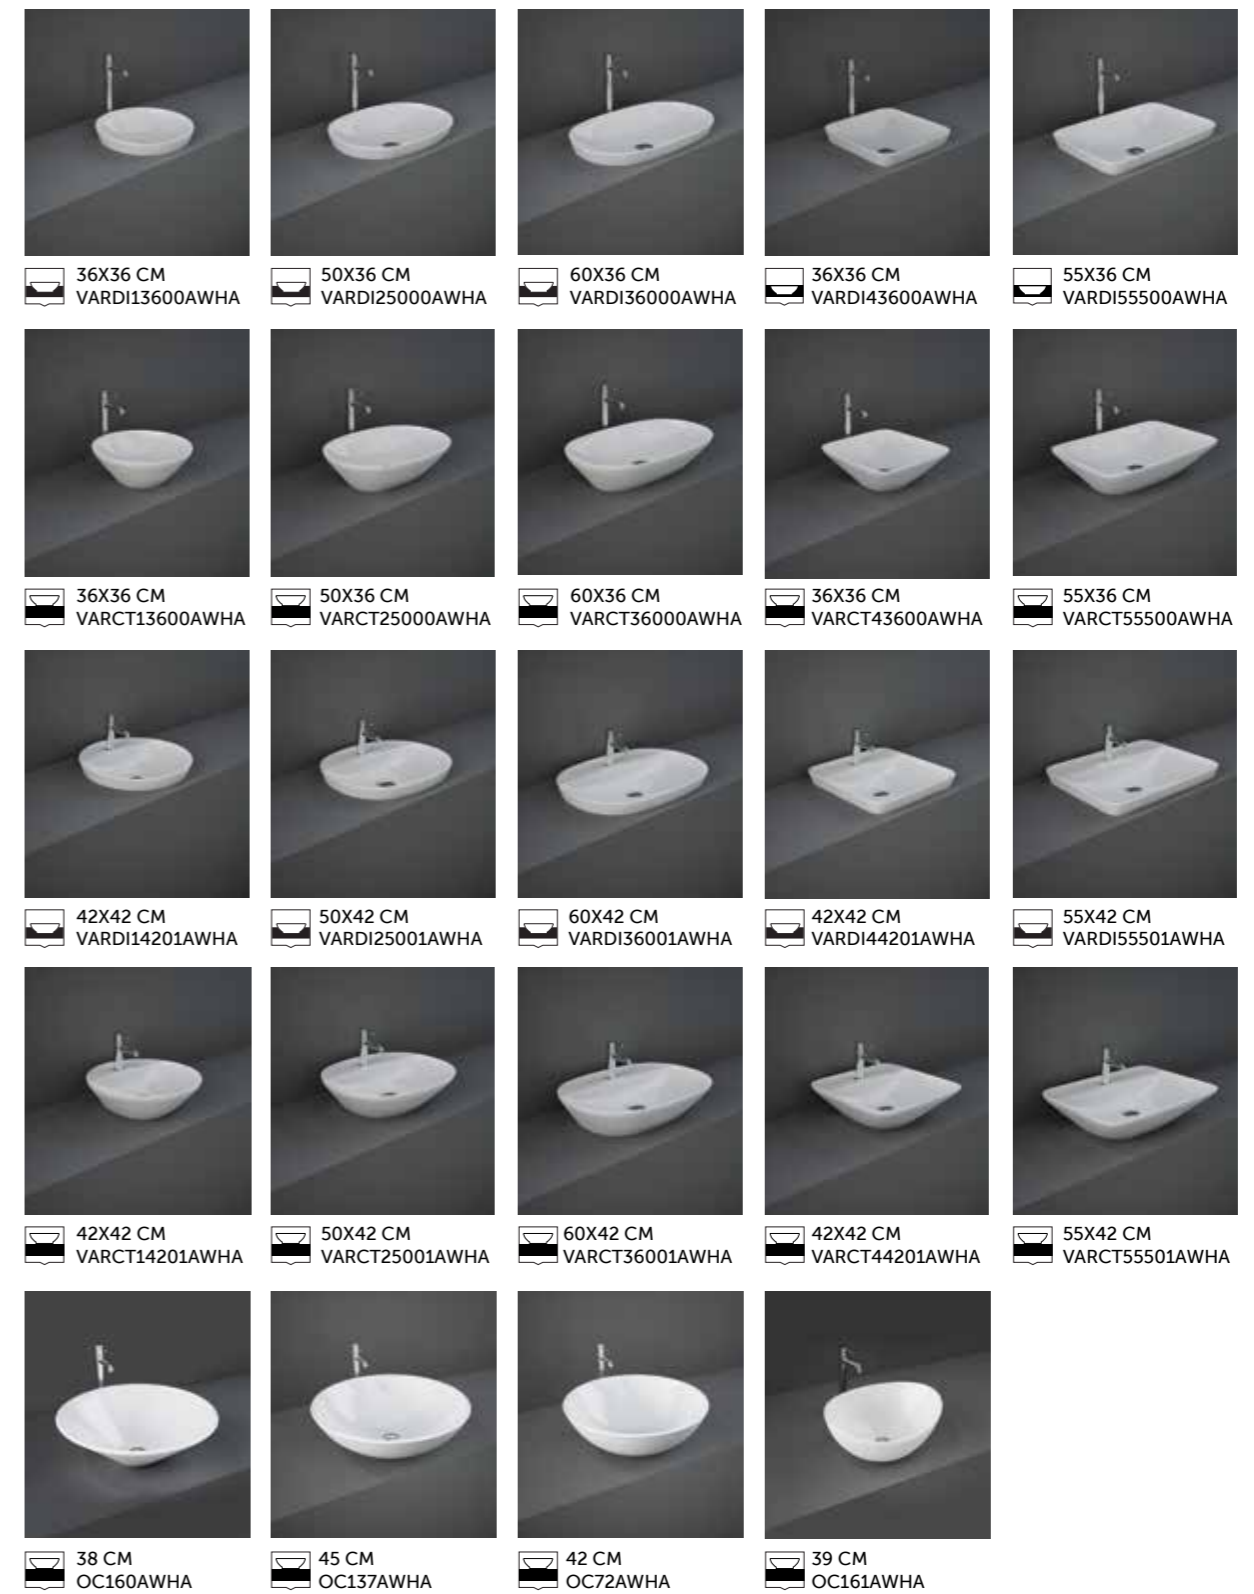 36X36 CM
VARDI13600AWHA
50X36 CM
VARDI25000AWHA
60X36 CM
VARDI36000AWHA
36X36 CM
VARDI43600AWHA
55X36 CM
VARDI55500AWHA
36X36 CM
VARCT13600AWHA
50X36 CM
VARCT25000AWHA
60X36 CM
VARCT36000AWHA
36X36 CM
VARCT43600AWHA
55X36 CM
VARCT55500AWHA
42X42 CM
VARDI14201AWHA
50X42 CM
VARDI25001AWHA
60X42 CM
VARDI36001AWHA
42X42 CM
VARDI44201AWHA
55X42 CM
VARDI55501AWHA
42X42 CM
VARCT14201AWHA
50X42 CM
VARCT25001AWHA
60X42 CM
VARCT36001AWHA
42X42 CM
VARCT44201AWHA
55X42 CM
VARCT55501AWHA
38 CM
OC160AWHA
45 CM
OC137AWHA
42 CM
OC72AWHA
39 CM
OC161AWHA